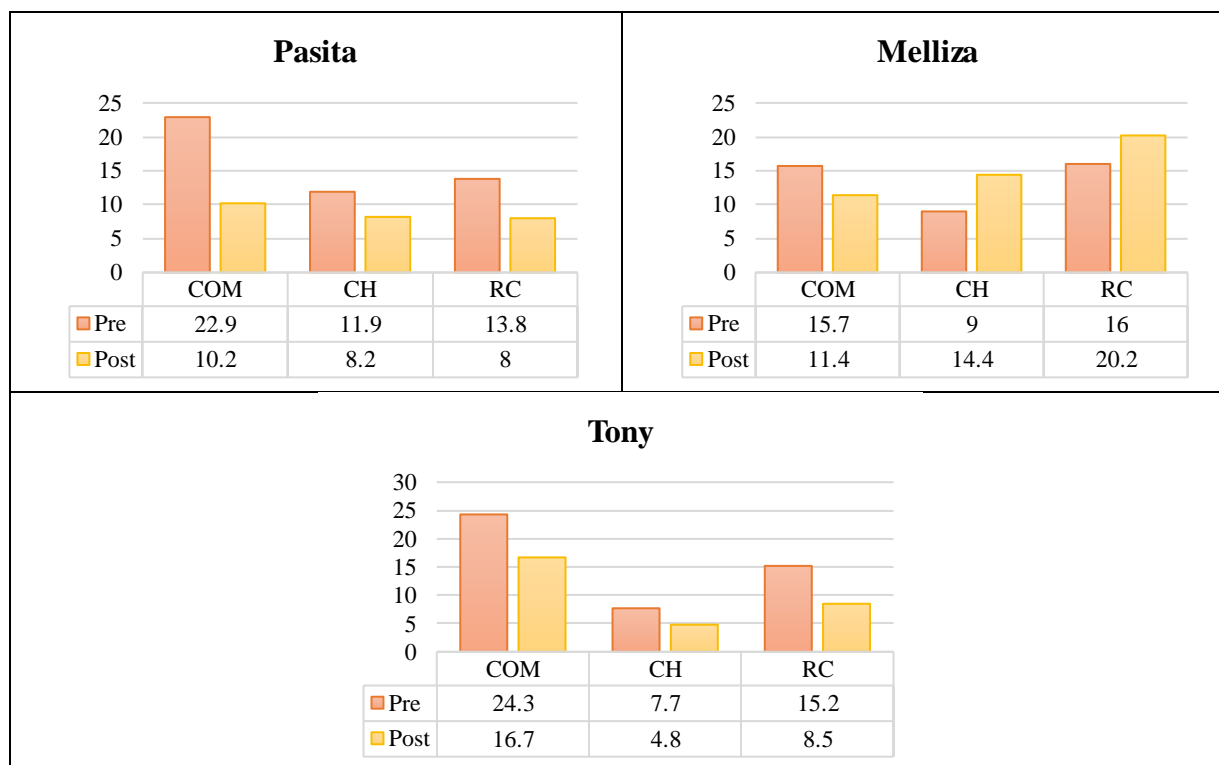 Pasita
25
20
15
10
5
0
COM CH RC
Pre 22.9 11.9 13.8
Post 10.2 8.2 8
Melliza
25
20
15
10
5
0
COM CH RC
Pre 15.7 9 16
Post 11.4 14.4 20.2
Tony
30
25
20
15
10
5
0
COM CH RC
Pre 24.3 7.7 15.2
Post 16.7 4.8 8.5